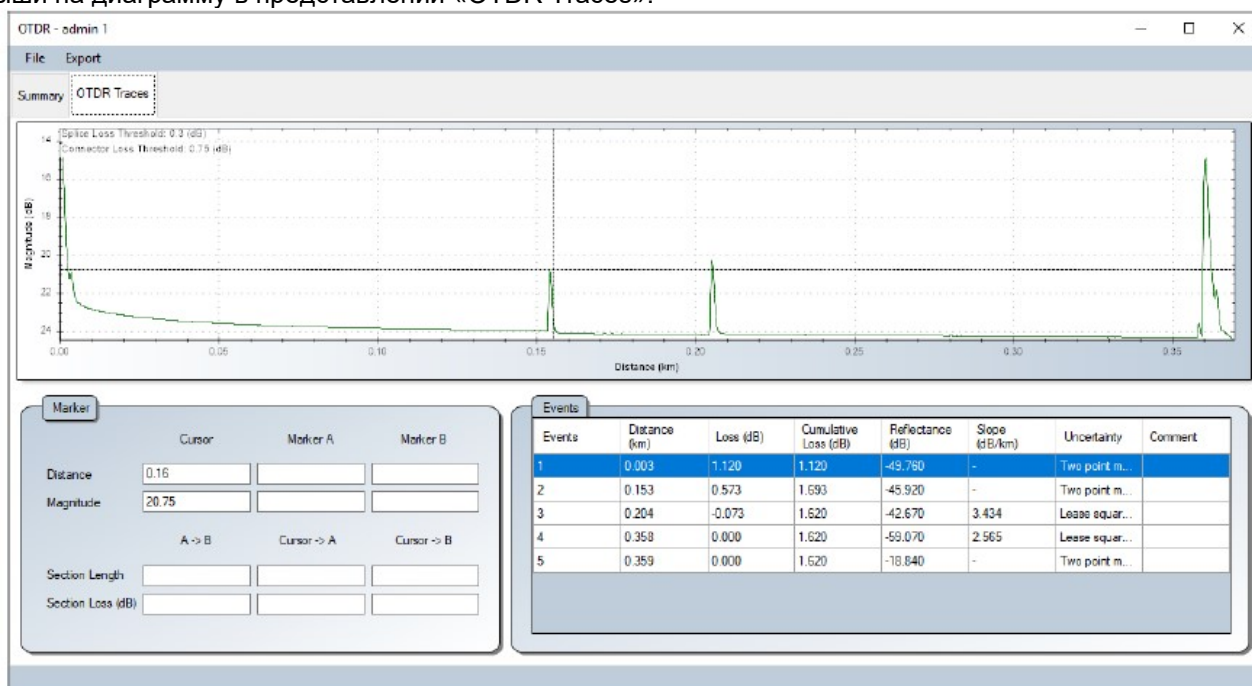 ыши на диаграмму в представлении «OTDR Traces».
OTDR - admin 1
File Export
Summary OTDR Traces
Splice Loss Threshold: 0.3 (dB)
Connector Loss Threshold: 0.75 (dB)
Magnitude (dB)
14
16
18
20
22
24
0.00 0.05 0.10 0.15 0.20 0.25 0.30 0.35
Distance (km)
Marker
Cursor Marker A Marker B
Distance 0.16
Magnitude 20.75
A -> B Cursor -> A Cursor -> B
Section Length
Section Loss (dB)
Events
Events Distance (km) Loss (dB) Cumulative Loss (dB) Reflectance (dB) Slope (dB/km) Uncertainty Comment
1 0.003 1.120 1.120 -49.760 - Two point m...
2 0.153 0.573 1.693 -45.920 - Two point m...
3 0.204 -0.073 1.620 -42.670 3.434 Lease squar...
4 0.358 0.000 1.620 -59.070 2.565 Lease squar...
5 0.359 0.000 1.620 -18.840 - Two point m...